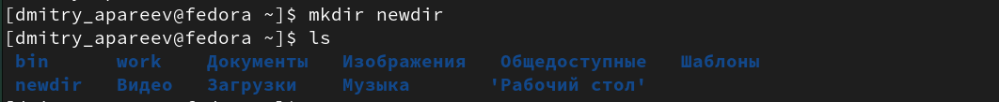 [dmitry_apareev@fedora ~]$ mkdir newdir
[dmitry_apareev@fedora ~]$ ls
bin work Документы Изображения Общедоступные Шаблоны
newdir Видео Загрузки Музыка 'Рабочий стол'